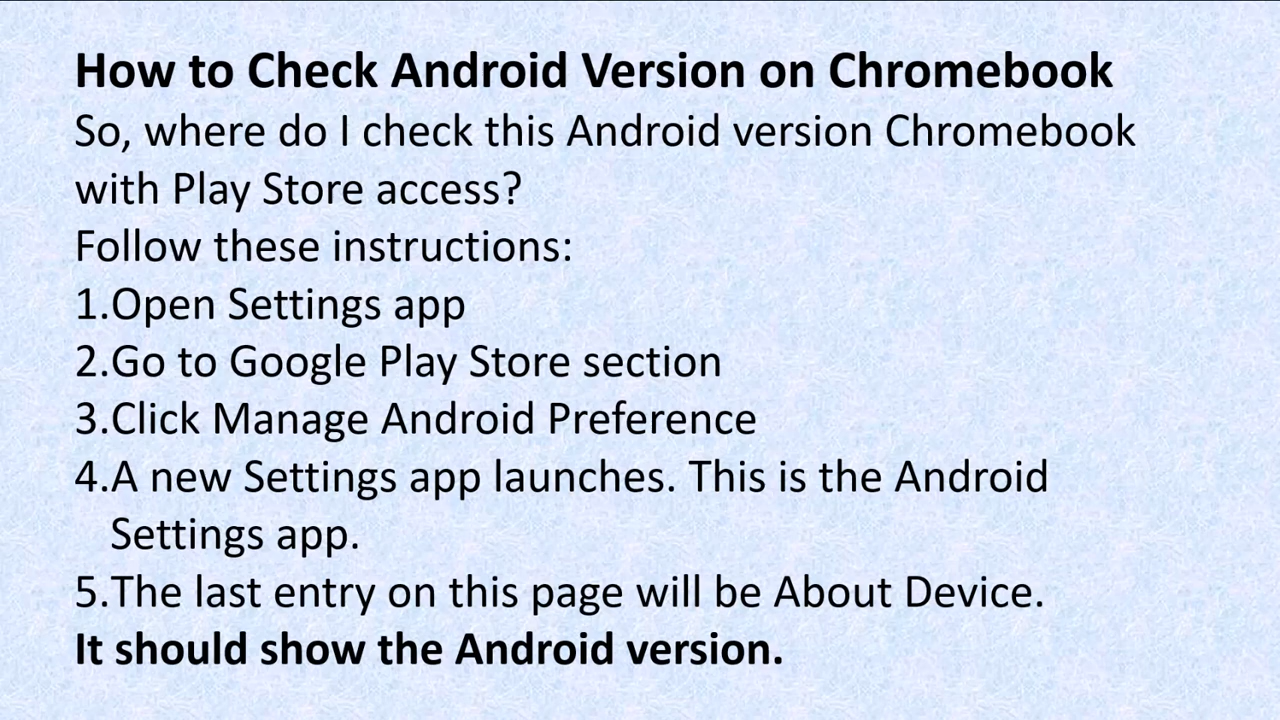 How to Check Android Version on Chromebook
So, where do I check this Android version Chromebook
with Play Store access?
Follow these instructions:
1.Open Settings app
2.Go to Google Play Store section
3.Click Manage Android Preference
4.A new Settings app launches. This is the Android
Settings app.
5.The last entry on this page will be About Device.
It should show the Android version.